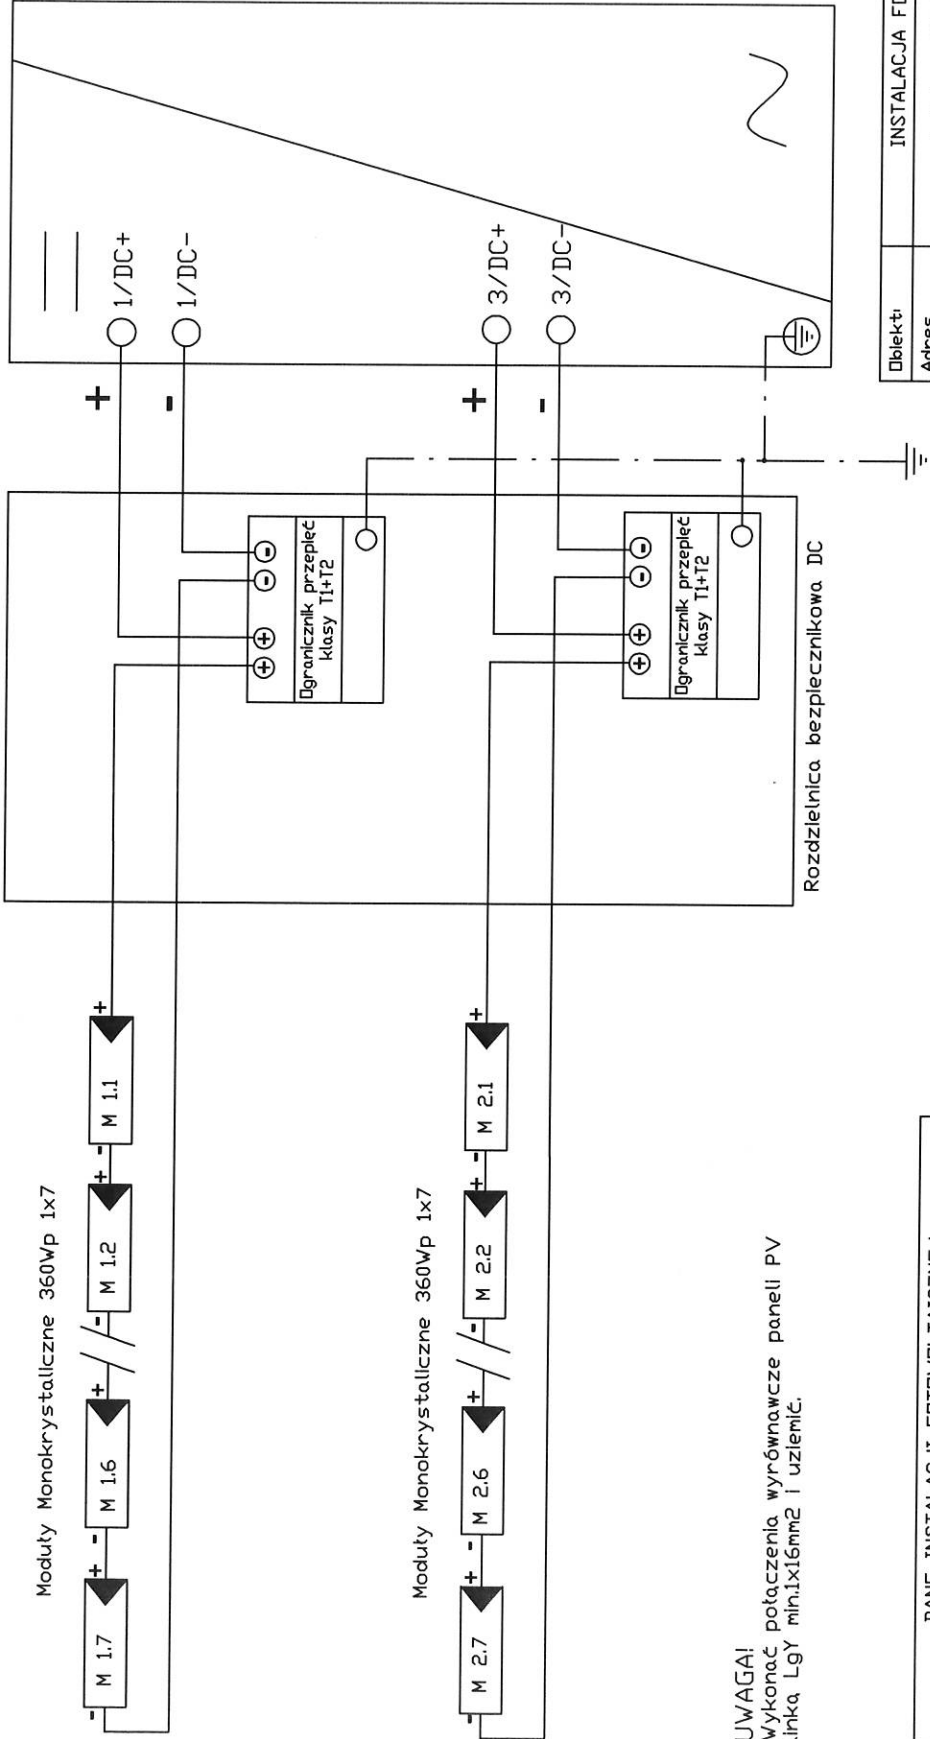 Moduły Monokrystaliczne 360Wp 1x7
-
M 1.7
+
-
M 1.6
+
-
M 1.2
+
-
M 1.1
+
Moduły Monokrystaliczne 360Wp 1x7
-
M 2.7
+
-
M 2.6
+
-
M 2.2
+
-
M 2.1
+
+
+
-
-
Ogranicznik przepięć
klasy T1+T2
+
+
-
-
Ogranicznik przepięć
klasy T1+T2
Rozdzielnica bezpiecznikowa DC
+
-
+
-
1/DC+
1/DC-
3/DC+
3/DC-
UWAGA!
Wykonać połączenia wyrównawcze paneli PV
linką LgY min.1x16mm2 i uziemić.
Obiekt:
INSTALACJA
Adres